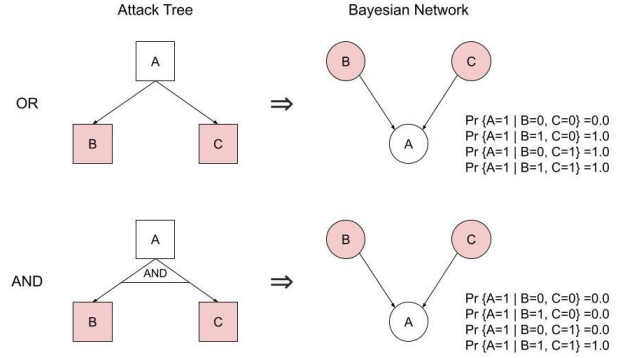 Attack Tree
Bayesian Network
OR
A
B
C
⇒
B
C
A
Pr {A=1 | B=0, C=0} =0.0
Pr {A=1 | B=1, C=0} =1.0
Pr {A=1 | B=0, C=1} =1.0
Pr {A=1 | B=1, C=1} =1.0
AND
A
AND
B
C
⇒
B
C
A
Pr {A=1 | B=0, C=0} =0.0
Pr {A=1 | B=1, C=0} =0.0
Pr {A=1 | B=0, C=1} =0.0
Pr {A=1 | B=1, C=1} =1.0